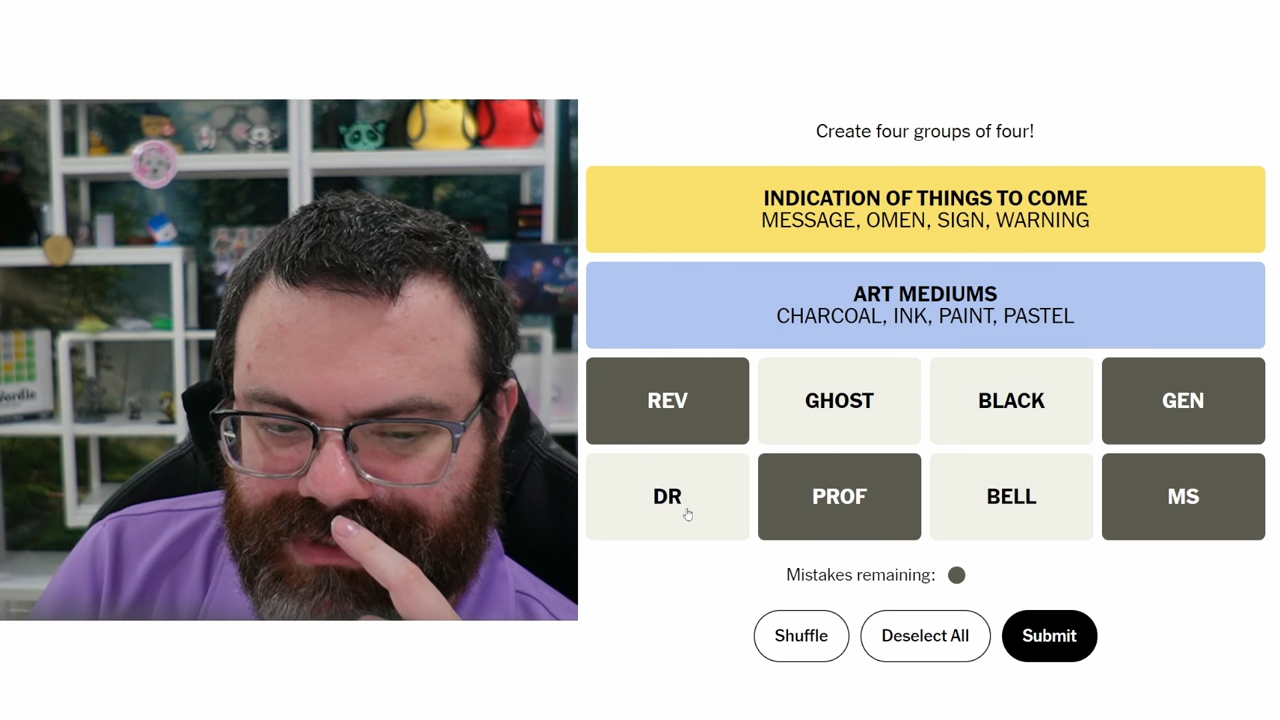 Create four groups of four!
INDICATION OF THINGS TO COME
MESSAGE, OMEN, SIGN, WARNING
ART MEDIUMS
CHARCOAL, INK, PAINT, PASTEL
REV GHOST BLACK GEN
DR PROF BELL MS
Mistakes remaining:
Shuffle Deselect All Submit
Wordle